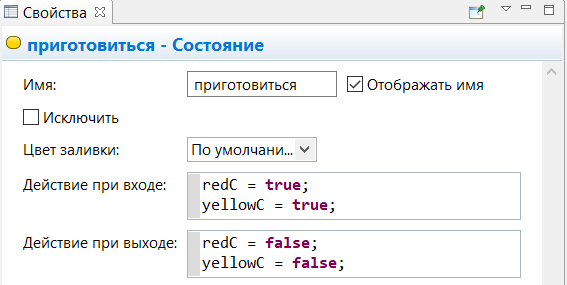 Свойства
приготовиться - Состояние
Имя: приготовиться Отображать имя
Исключить
Цвет заливки: По умолчани...
Действие при входе: redC = true;
yellowC = true;
Действие при выходе: redC = false;
yellowC = false;